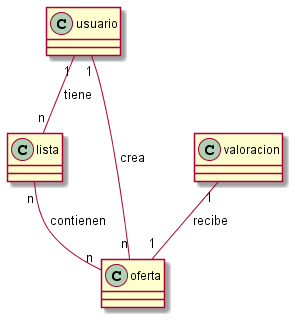 C usuario
1 1
tiene
n
crea
C lista
C valoracion
n
1
contienen
recibe
n n 1
C oferta